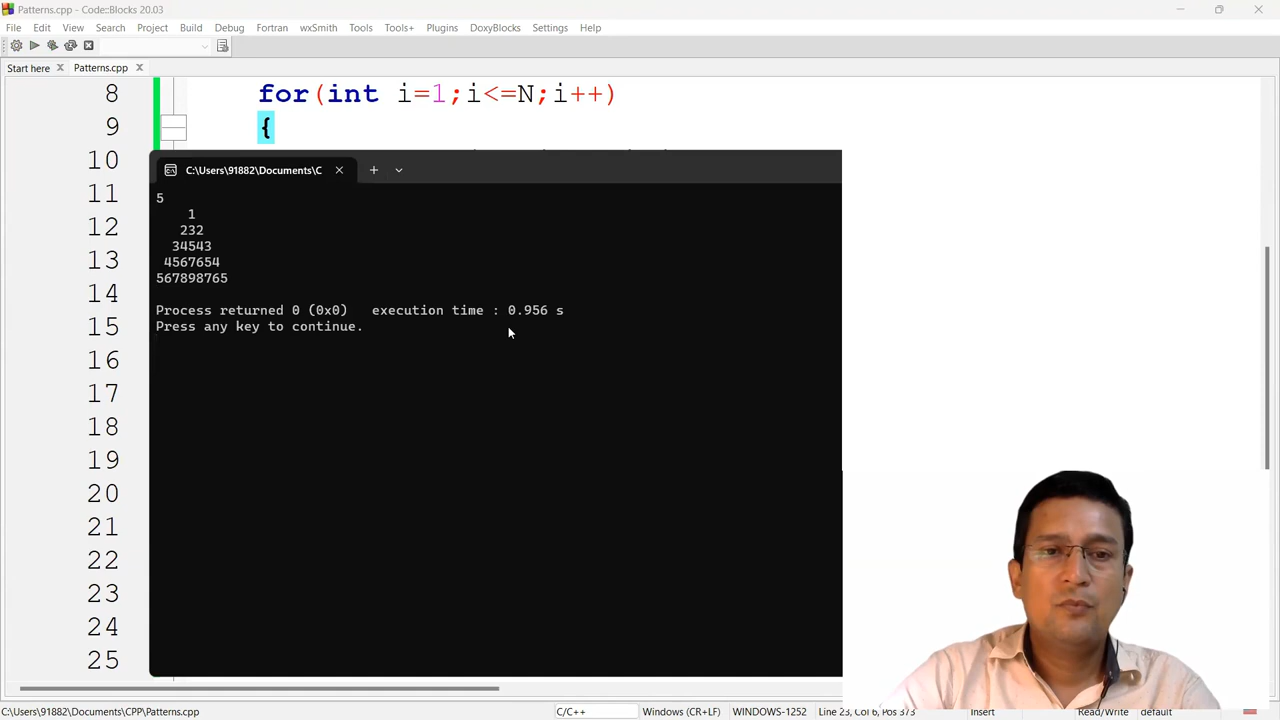 Patterns.cpp - Code::Blocks 20.03
File Edit View Search Project Build Debug Fortran wxSmith Tools Tools+ Plugins DoxyBlocks Settings Help
Start here Patterns.cpp
8 for(int i=1;i<=N;i++)
9 {
10
C:\Users\91882\Documents\C
11
5
1
12 232
34543
13 4567654
567898765
14
Process returned 0 (0x0) execution time : 0.956 s
15 Press any key to continue.
16
17
18
19
20
21
22
23
24
25
C:\Users\91882\Documents\CPP\Patterns.cpp C/C++ Windows (CR+LF) WINDOWS-1252 Line 23, Col 6, Pos 373 Insert Read/Write default